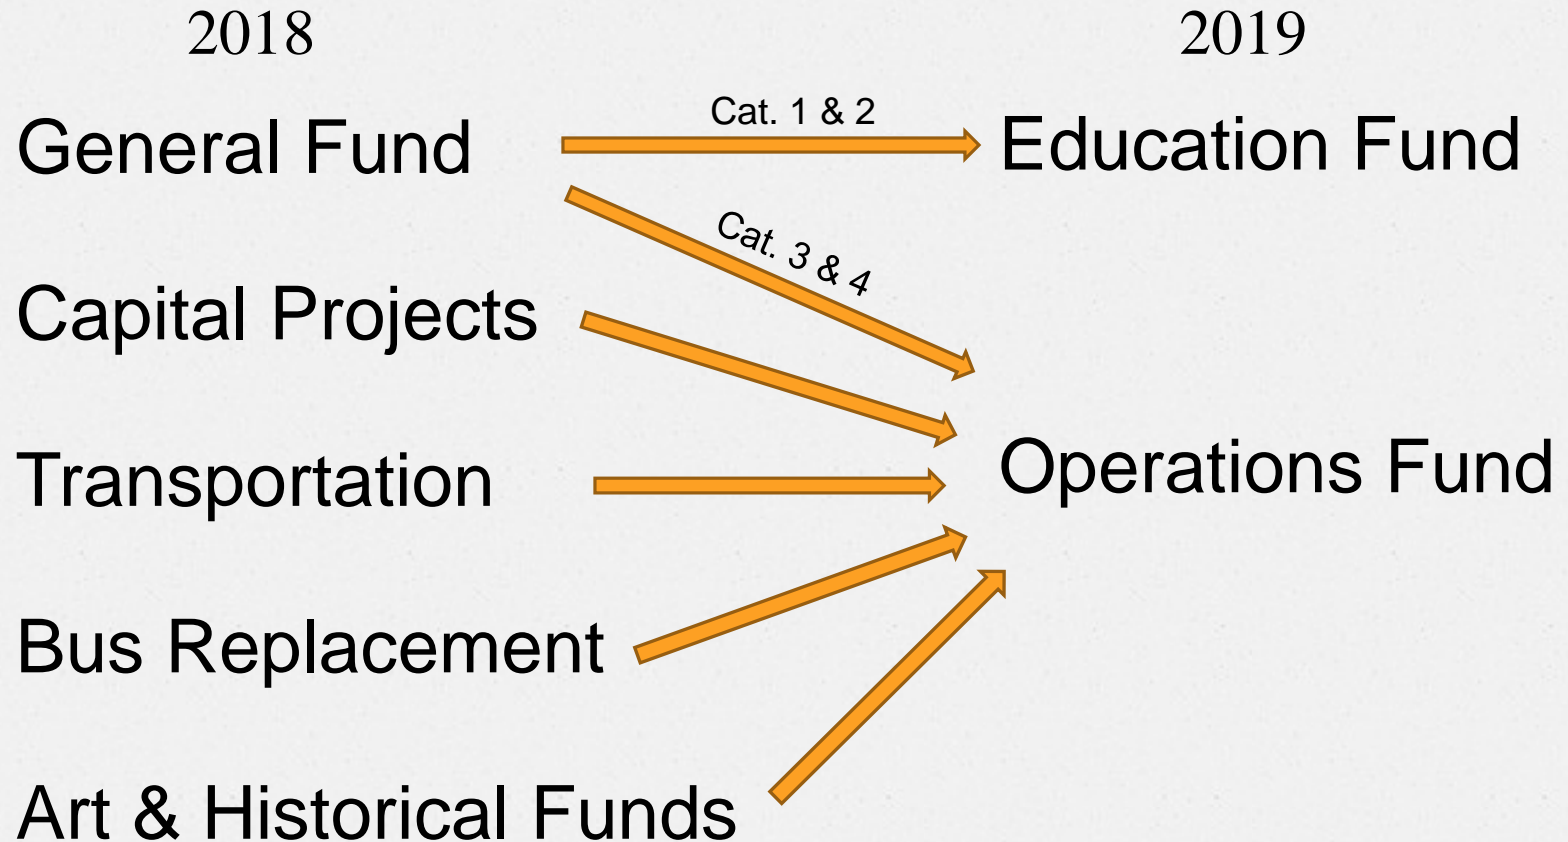 2018
2019
General Fund
Cat. 1 & 2
Education Fund
Cat. 3 & 4
Capital Projects
Transportation
Operations Fund
Bus Replacement
Art & Historical Funds